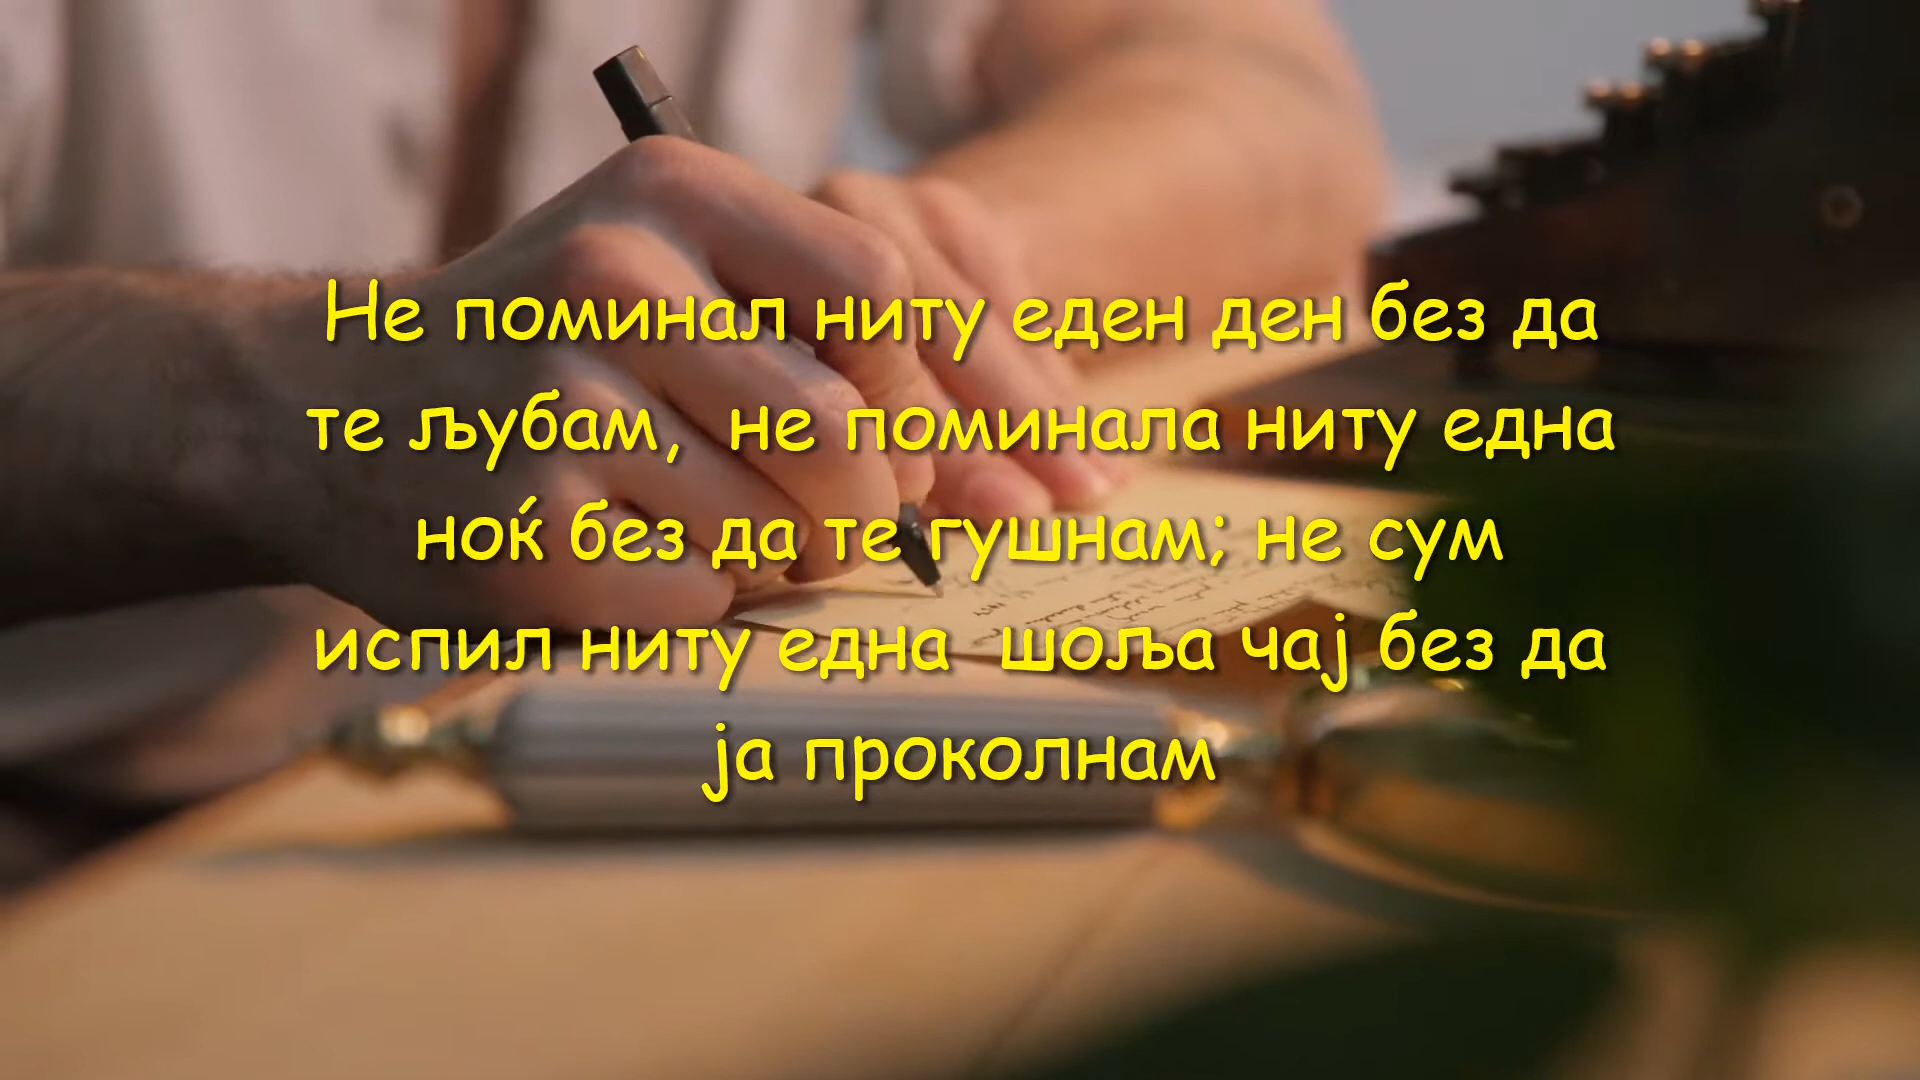 Не поминал ниту еден ден без да
те љубам,  не поминала ниту една
ноќ без да те гушнам; не сум
испил ниту една  шоља чај без да
ја проколнам